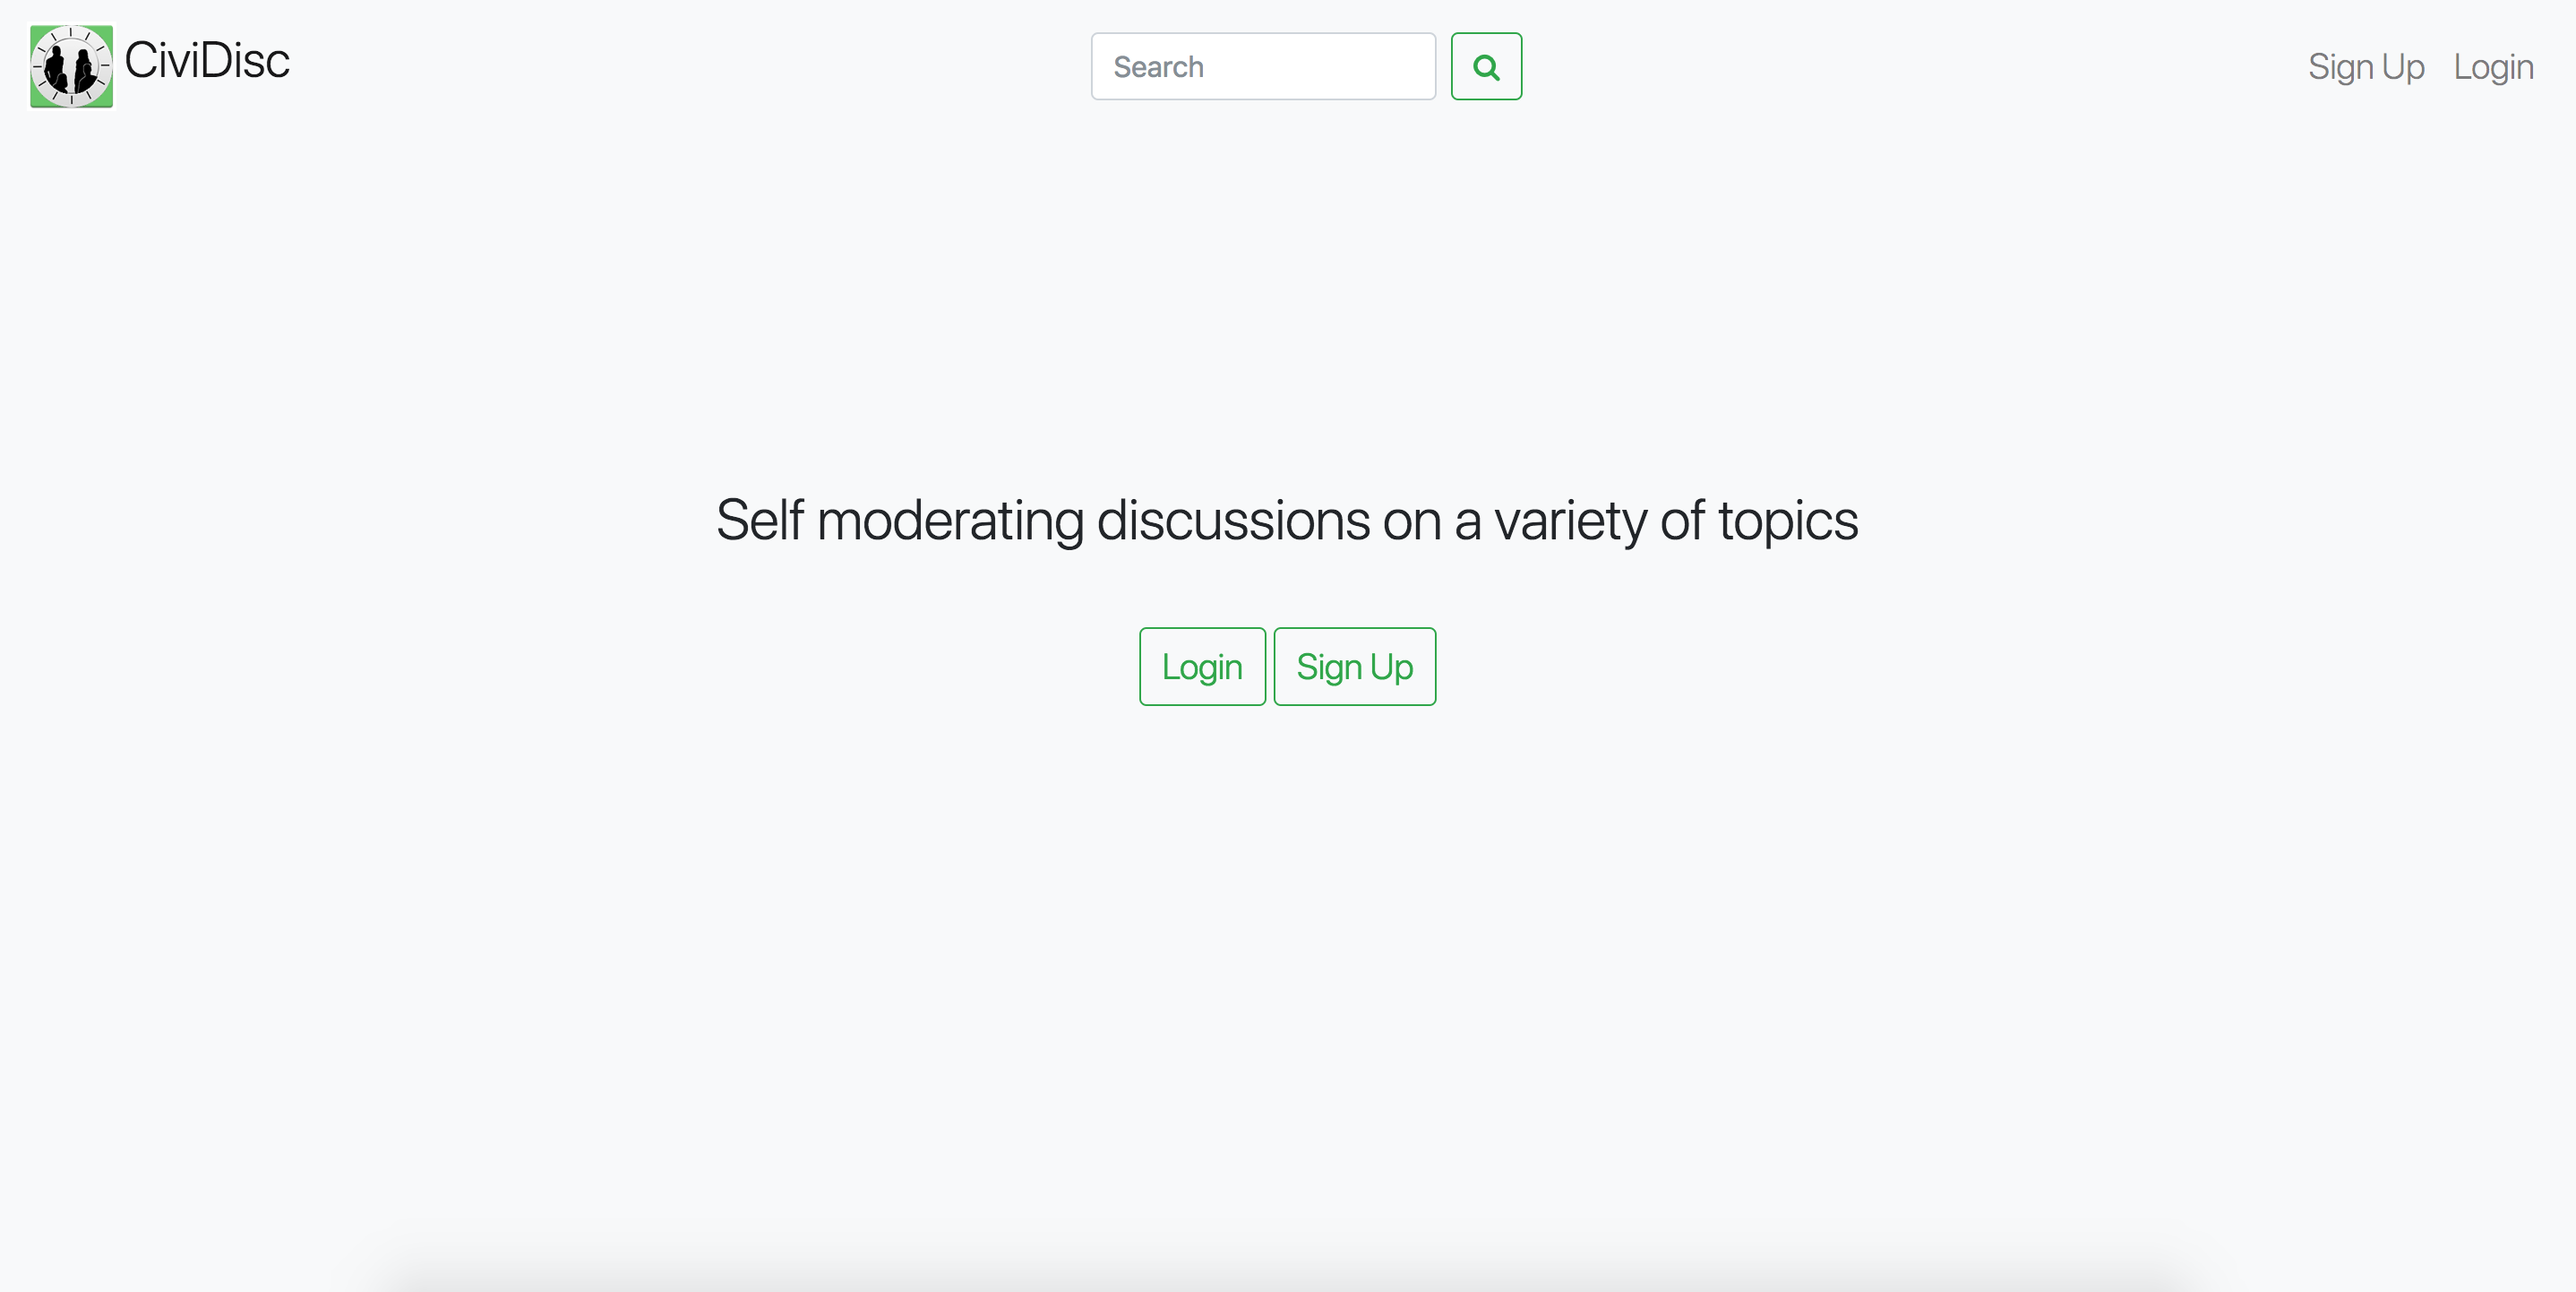 CiviDisc
Search
Sign Up Login
Self moderating discussions on a variety of topics
Login Sign Up